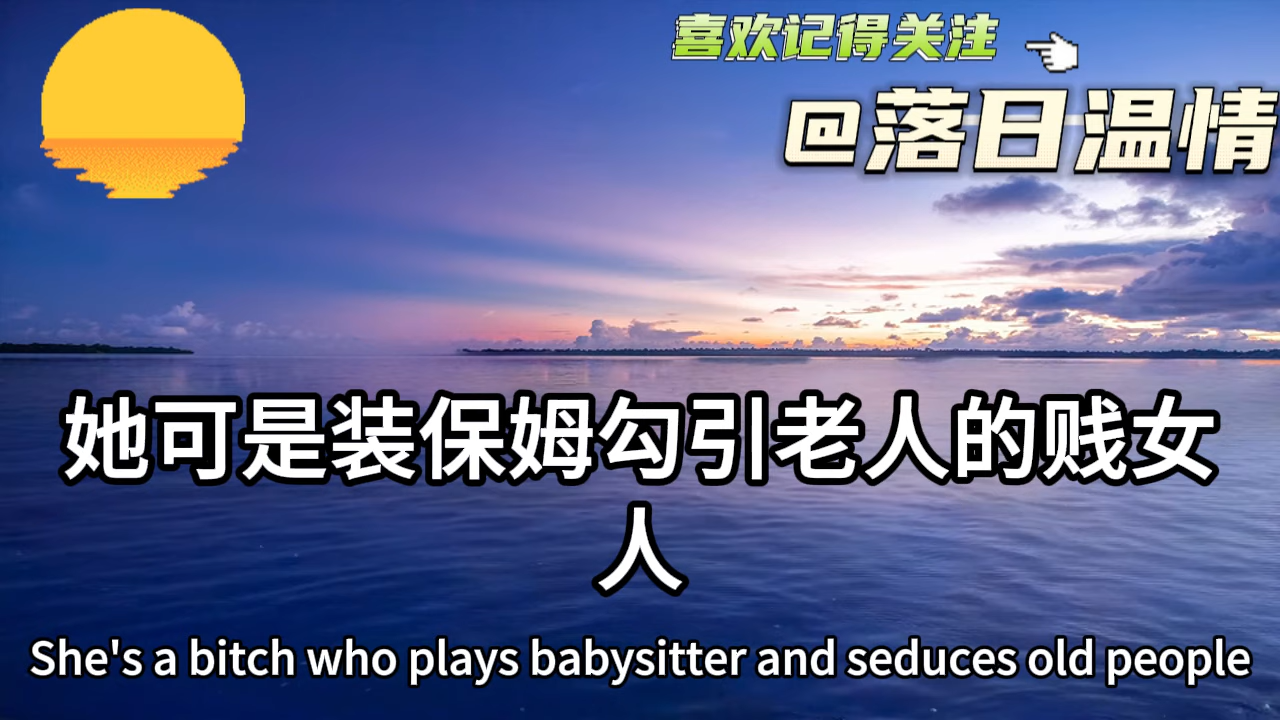 喜欢记得关注
@落日温情
她可是装保姆勾引老人的贱女
人
She's a bitch who plays babysitter and seduces old people